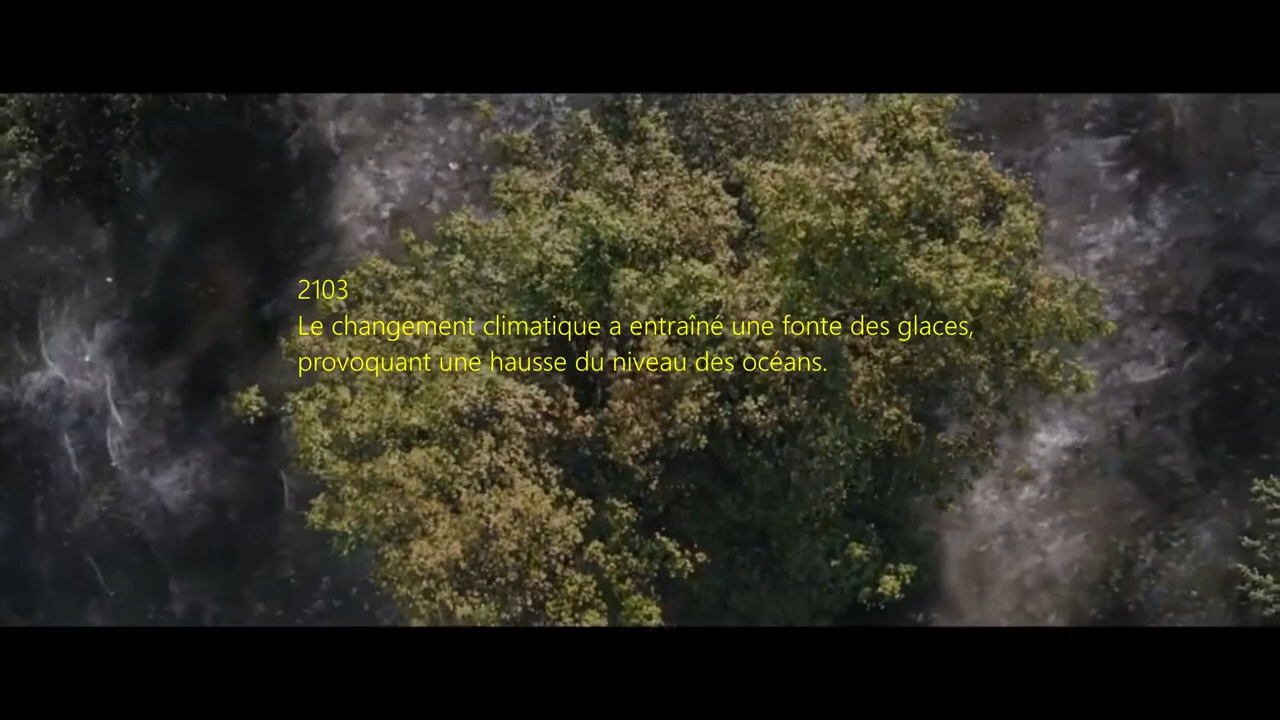 2103
Le changement climatique a entraîné une fonte des glaces,
provoquant une hausse du niveau des océans.